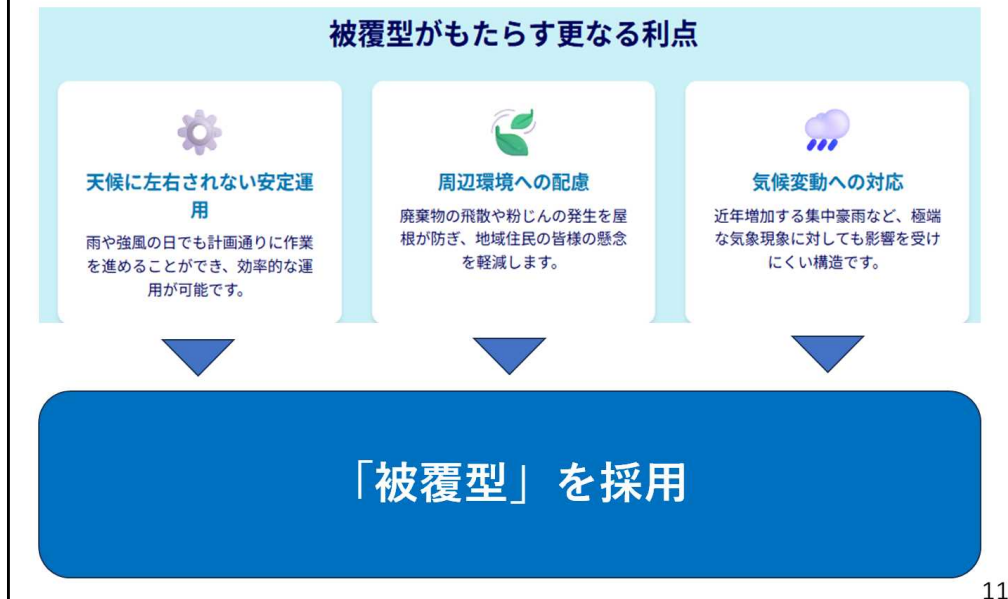 被覆型がもたらす更なる利点
天候に左右されない安定運
用
雨や強風の日でも計画通りに作業
を進めることができ、効率的な運
用が可能です。
周辺環境への配慮
廃棄物の飛散や粉じんの発生を屋
根が防ぎ、地域住民の皆様の懸念
を軽減します。
気候変動への対応
近年増加する集中豪雨など、極端
な気象現象に対しても影響を受け
にくい構造です。
「被覆型」を採用
11